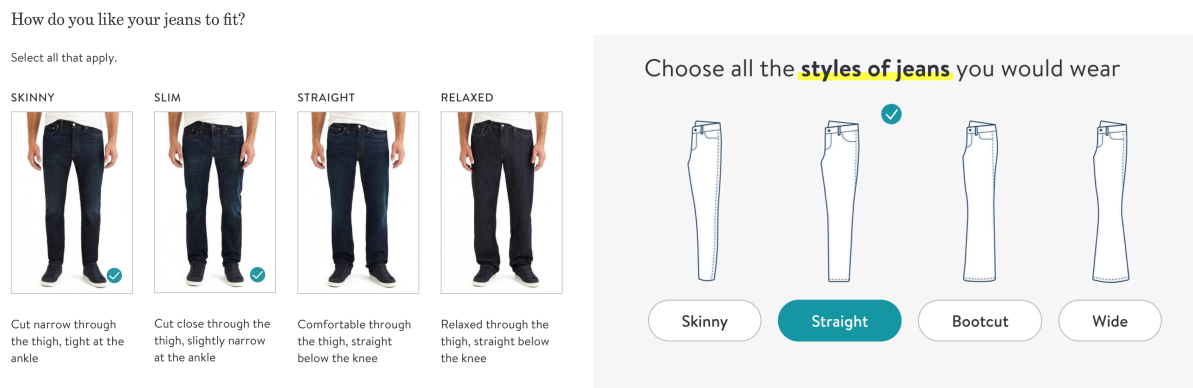 How do you like your jeans to fit?
Select all that apply.
SKINNY
SLIM
STRAIGHT
RELAXED
Cut narrow through
the thigh, tight at the
ankle
Cut close through the
thigh, slightly narrow
at the ankle
Comfortable through
the thigh, straight
below the knee
Relaxed through the
thigh, straight below
the knee
Choose all the styles of jeans you would wear
Skinny
Straight
Bootcut
Wide